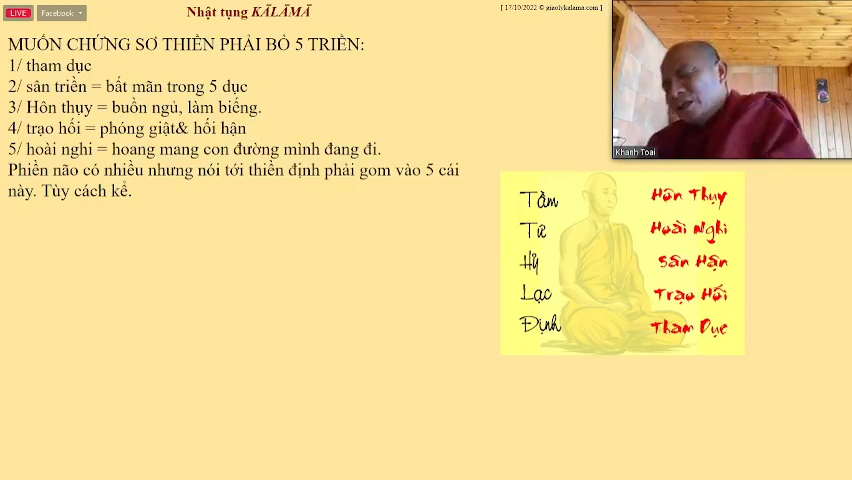 LIVE
Facebook
Nhật tụng KĀLĀMĀ
[ 17/10/2022 © giaolykalama.com ]
MUỐN CHỨNG SƠ THIỀN PHẢI BỎ 5 TRIỀN:
1/ tham dục
2/ sân triền = bất mãn trong 5 dục
3/ Hôn thụy = buồn ngủ, làm biếng.
4/ trạo hối = phóng giật& hối hận
5/ hoài nghi = hoang mang con đường mình đang đi.
Phiền não có nhiều nhưng nói tới thiền định phải gom vào 5 cái
này. Tùy cách kể.
Khanh Toai
Tầm Hôn Thụy
Tứ Hoài Nghi
Hỷ Sân Hận
Lạc Trạo Hối
Định Tham Dục